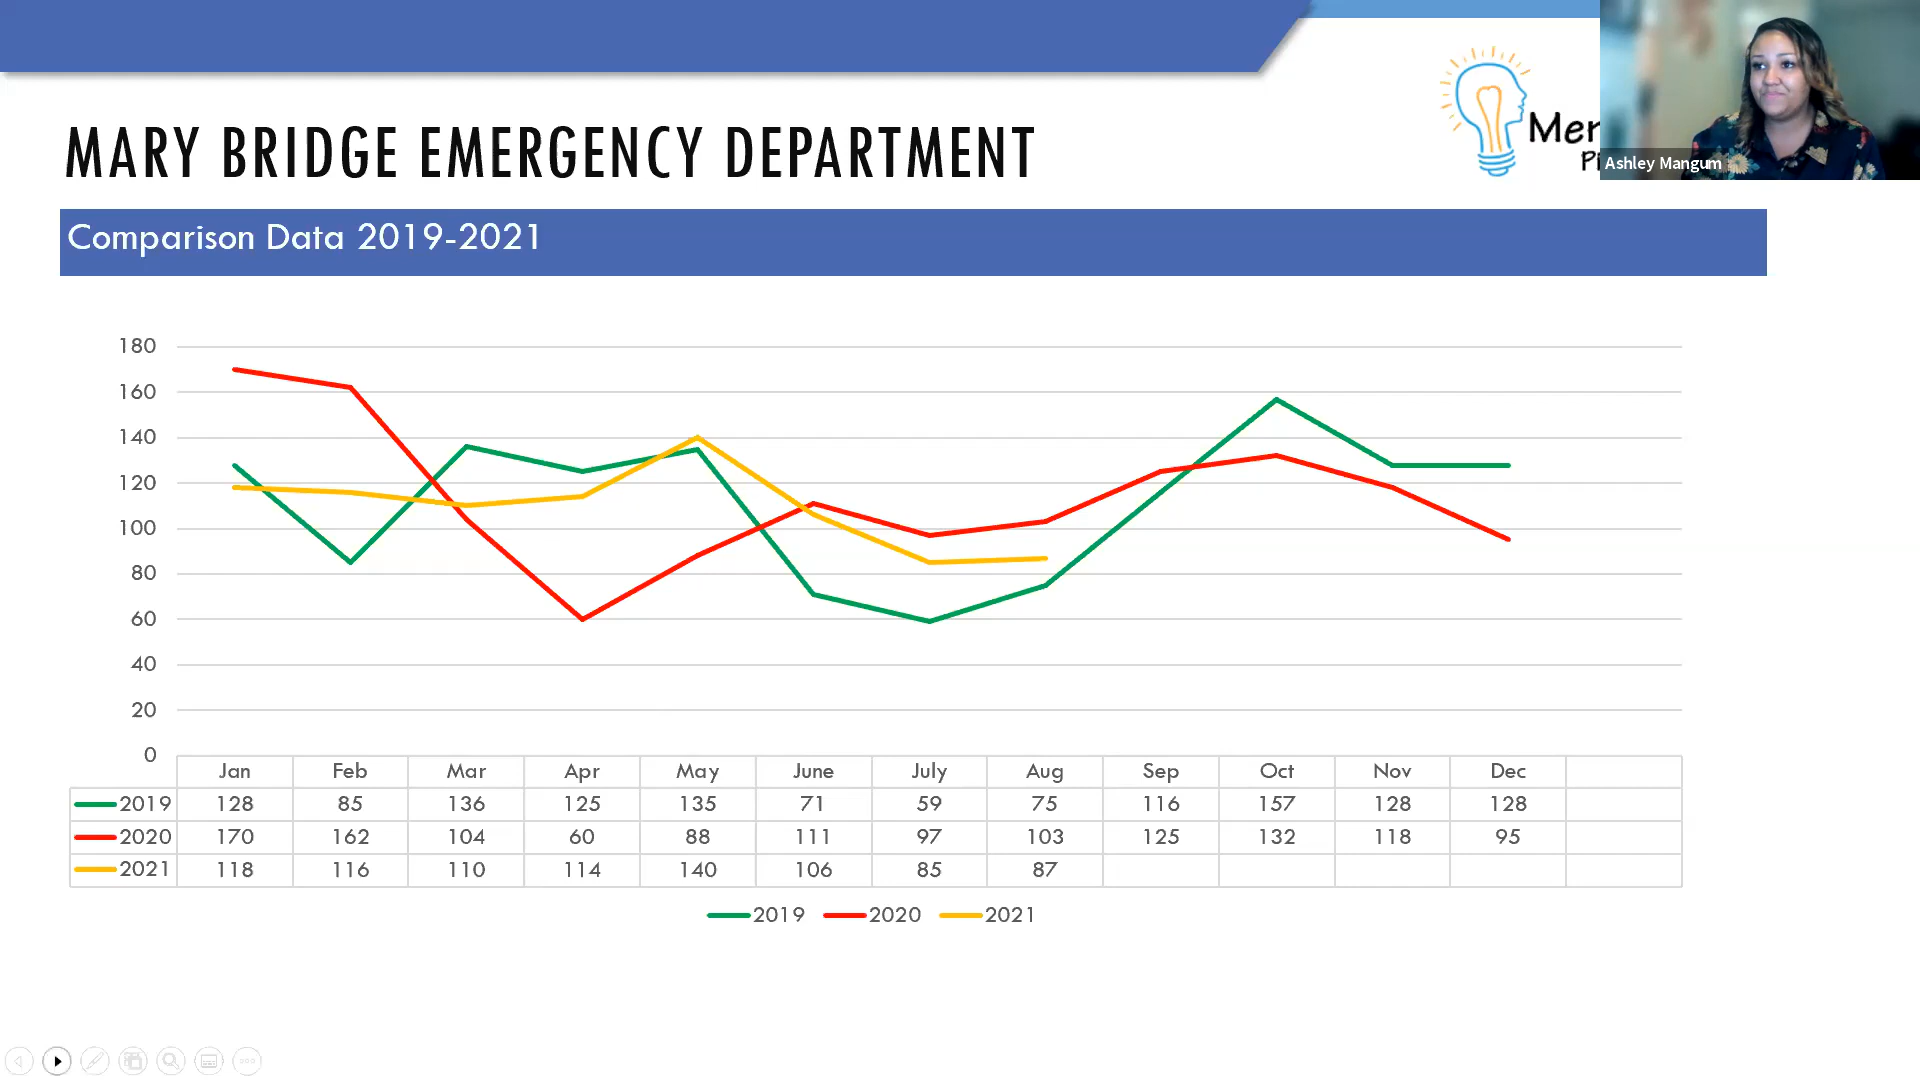 MARY BRIDGE EMERGENCY DEPARTMENT
Ashley Mangum
Comparison Data 2019-2021
180
160
140
120
100
80
60
40
20
0
Jan Feb Mar Apr May June July Aug Sep Oct Nov Dec
2019 128 85 136 125 135 71 59 75 116 157 128 128
2020 170 162 104 60 88 111 97 103 125 132 118 95
2021 118 116 110 114 140 106 85 87
2019 2020 2021